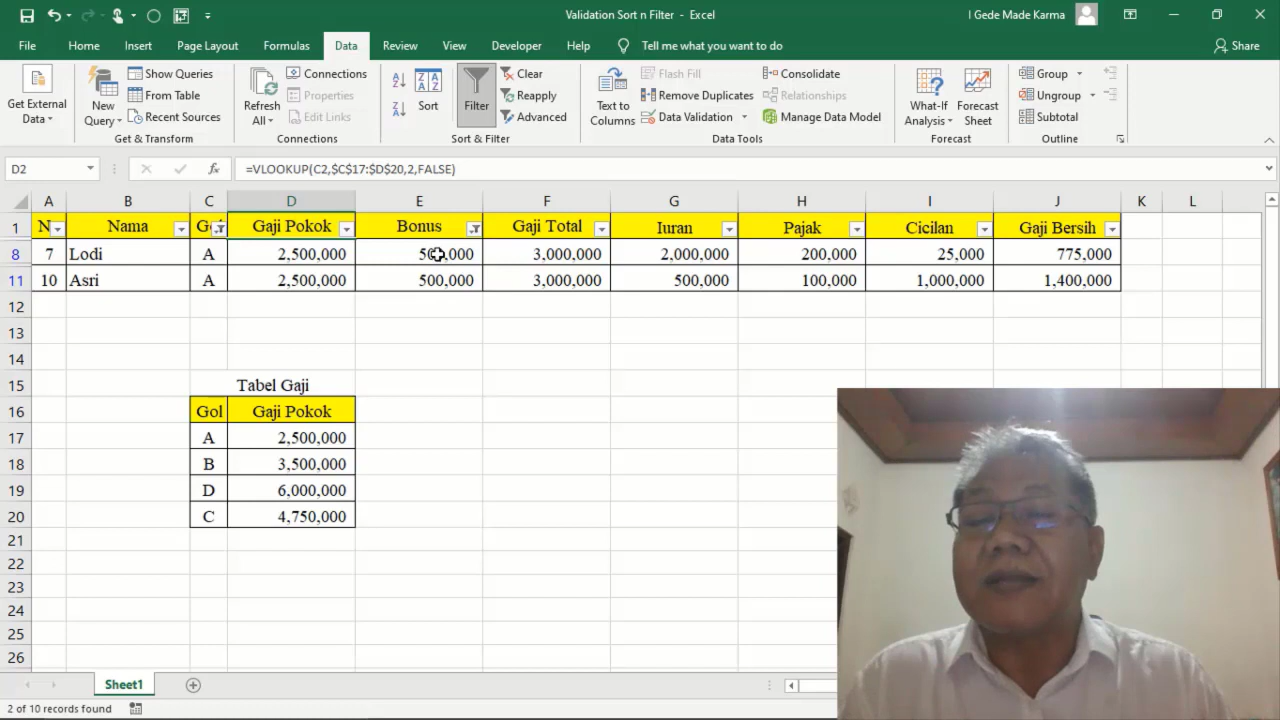 Validation Sort n Filter - Excel
I Gede Made Karma
File Home Insert Page Layout Formulas Data Review View Developer Help Tell me what you want to do Share
Get External Data
New Query
Show Queries
From Table
Recent Sources
Get & Transform
Refresh All
Connections
Properties
Edit Links
Connections
Sort
Filter
Clear
Reapply
Advanced
Sort & Filter
Text to Columns
Flash Fill
Remove Duplicates
Data Validation
Consolidate
Relationships
Manage Data Model
Data Tools
What-If Analysis
Forecast Sheet
Forecast
Group
Ungroup
Subtotal
Outline
D2 fx =VLOOKUP(C2,$C$17:$D$20,2,FALSE)
A B C D E F G H I J K L
1 N Nama Go Gaji Pokok Bonus Gaji Total Iuran Pajak Cicilan Gaji Bersih
8 7 Lodi A 2,500,000 500,000 3,000,000 2,000,000 200,000 25,000 775,000
11 10 Asri A 2,500,000 500,000 3,000,000 500,000 100,000 1,000,000 1,400,000
12
13
14
15 Tabel Gaji
16 Gol Gaji Pokok
17 A 2,500,000
18 B 3,500,000
19 D 6,000,000
20 C 4,750,000
21
22
23
24
25
26
Sheet1
2 of 10 records found